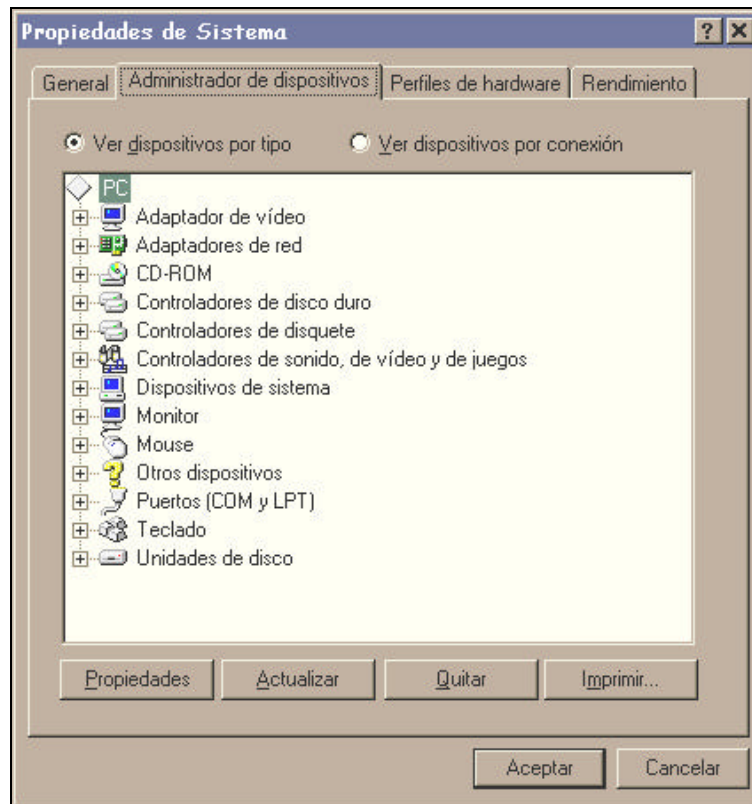 Propiedades de Sistema
General Administrador de dispositivos Perfiles de hardware Rendimiento
Ver dispositivos por tipo Ver dispositivos por conexión
PC
Adaptador de vídeo
Adaptadores de red
CD-ROM
Controladores de disco duro
Controladores de disquete
Controladores de sonido, de vídeo y de juegos
Dispositivos de sistema
Monitor
Mouse
Otros dispositivos
Puertos (COM y LPT)
Teclado
Unidades de disco
Propiedades Actualizar Quitar Imprimir...
Aceptar Cancelar